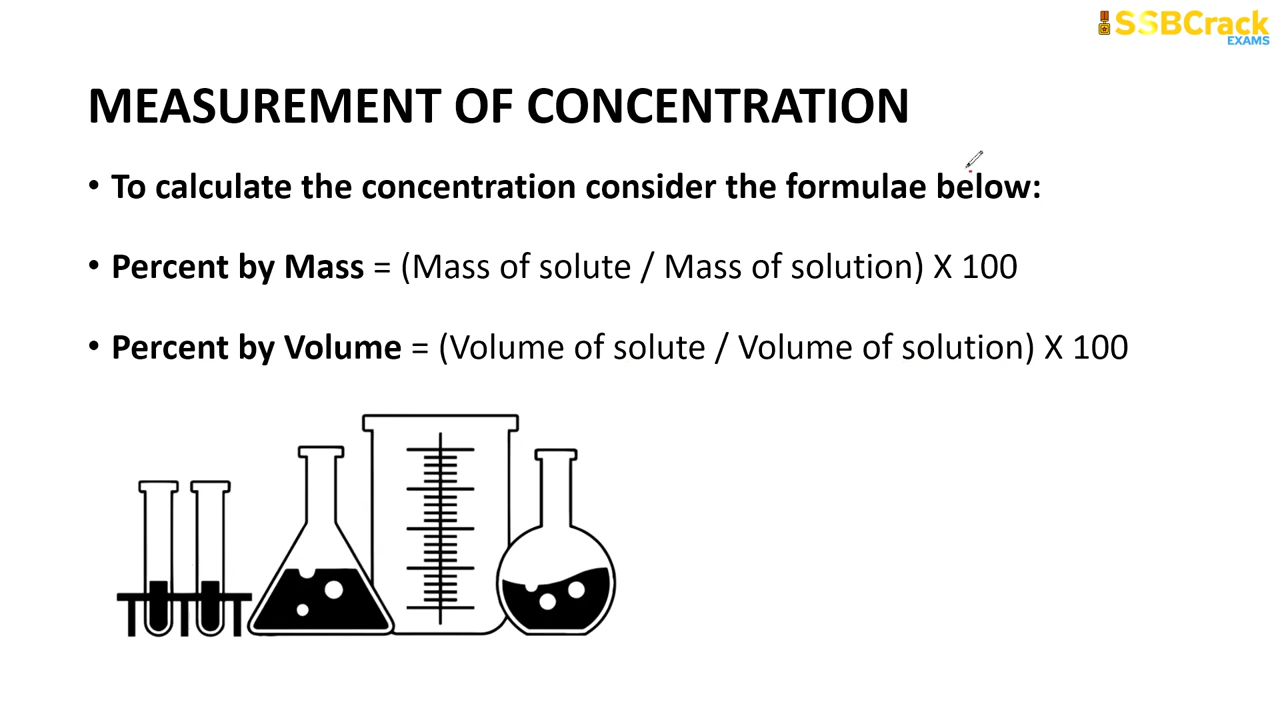 SSBCrack
EXAMS
MEASUREMENT OF CONCENTRATION
• To calculate the concentration consider the formulae below:
• Percent by Mass = (Mass of solute / Mass of solution) X 100
• Percent by Volume = (Volume of solute / Volume of solution) X 100